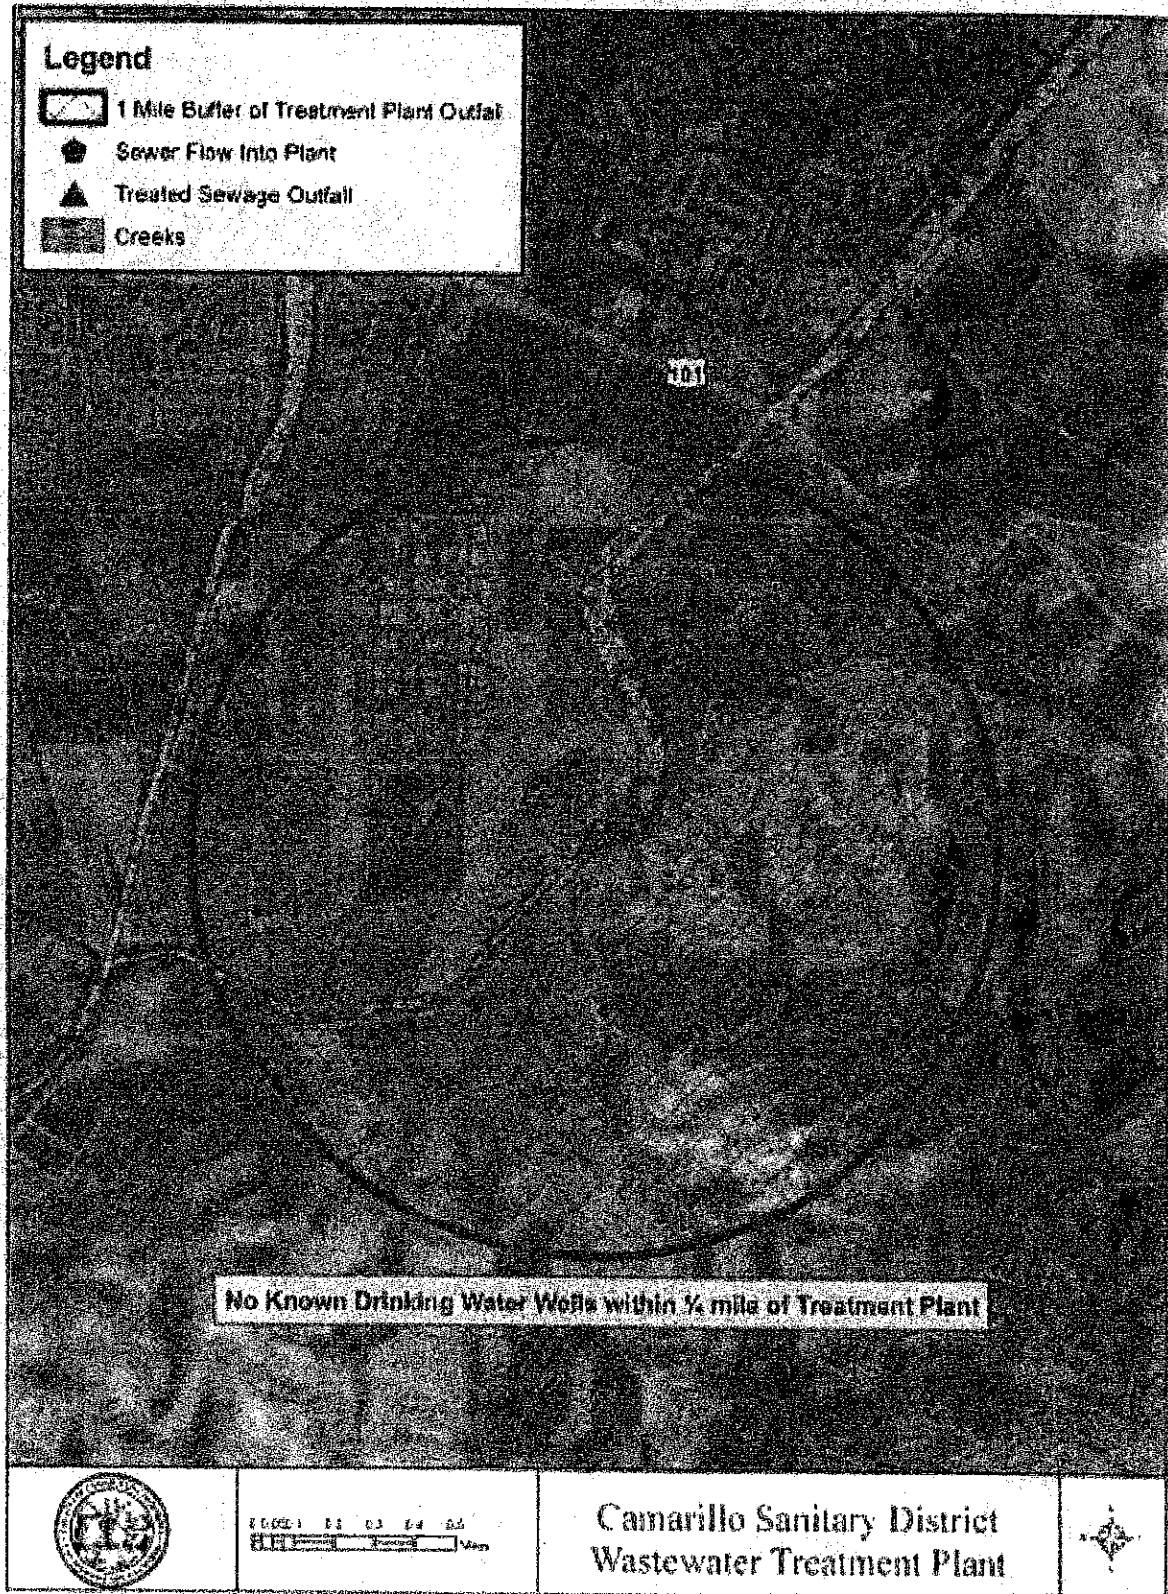 Legend
1 Mile Buffer of Treatment Plant Outfall
Sewer Flow Into Plant
Treated Sewage Outfall
Creeks
101
No Known Drinking Water Wells within ¼ mile of Treatment Plant
Miles
Camarillo Sanitary District
Wastewater Treatment Plant